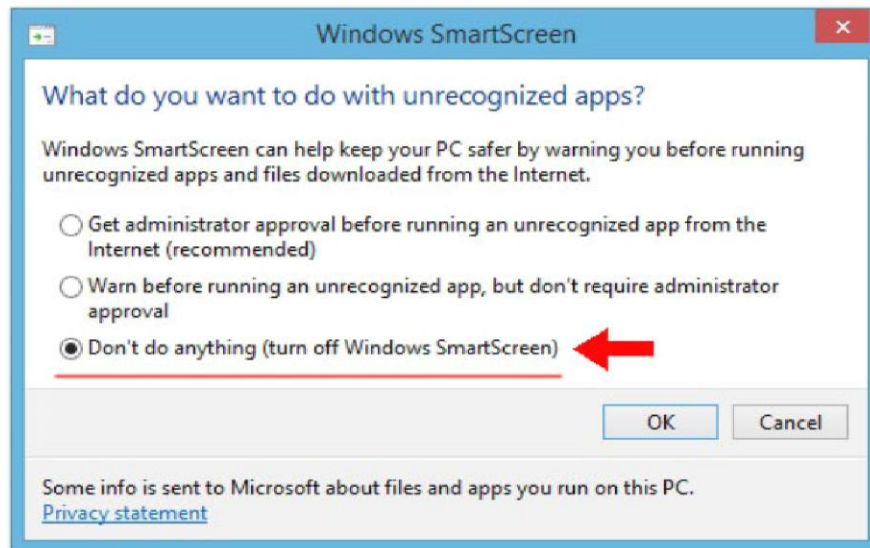 Windows SmartScreen
What do you want to do with unrecognized apps?
Windows SmartScreen can help keep your PC safer by warning you before running
unrecognized apps and files downloaded from the Internet.
Get administrator approval before running an unrecognized app from the
Internet (recommended)
Warn before running an unrecognized app, but don't require administrator
approval
Don't do anything (turn off Windows SmartScreen)
OK Cancel
Some info is sent to Microsoft about files and apps you run on this PC.
Privacy statement